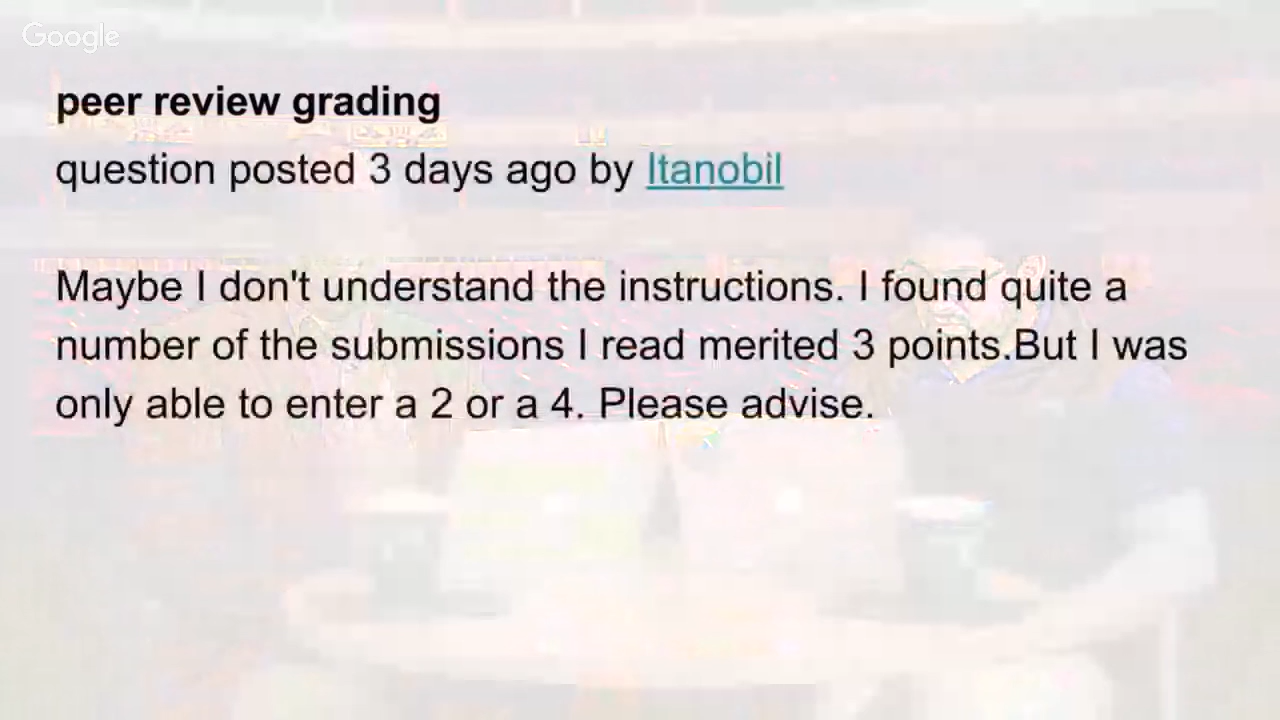 Google
peer review grading
question posted 3 days ago by Itanobil
Maybe I don't understand the instructions. I found quite a
number of the submissions I read merited 3 points.But I was
only able to enter a 2 or a 4. Please advise.